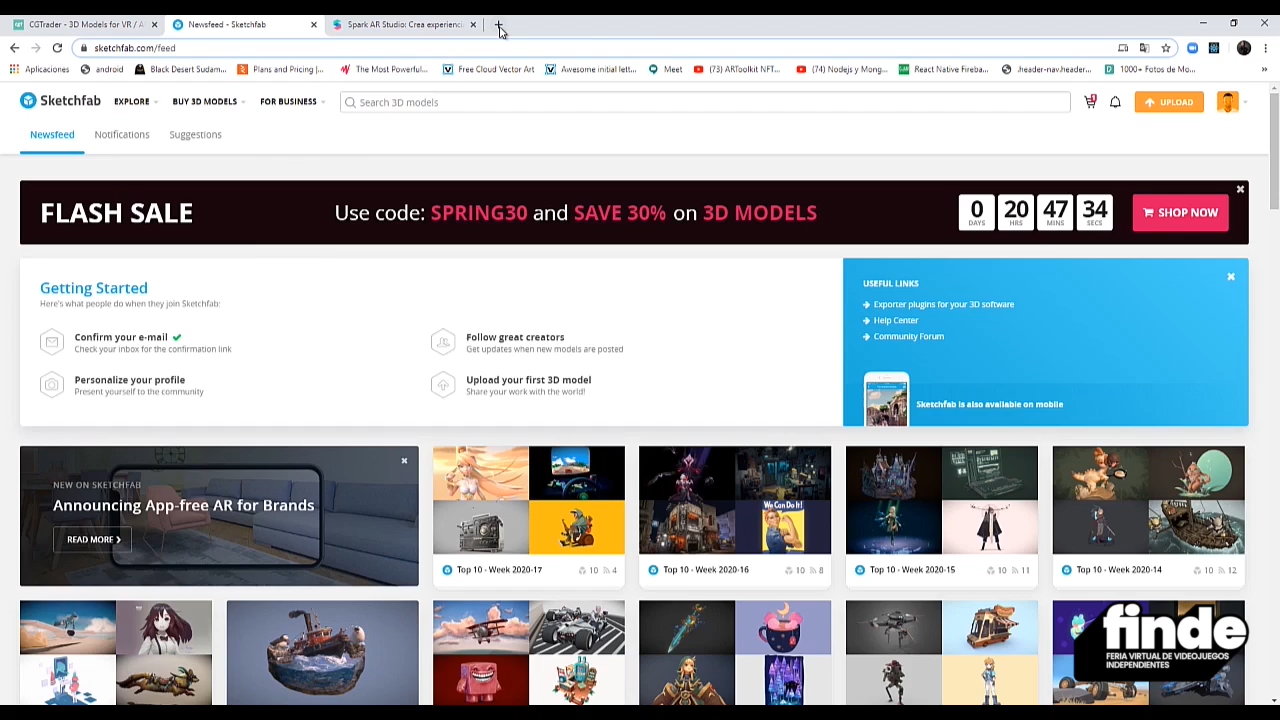 CGTrader - 3D Models for VR / A
Newsfeed - Sketchfab
Spark AR Studio: Crea experienci
sketchfab.com/feed
Aplicaciones
android
Black Desert Sudam...
Plans and Pricing |...
The Most Powerful...
Free Cloud Vector Art
Awesome initial lett...
Meet
(73) ARToolkit NFT...
(74) Nodejs y Mong...
React Native Fireba...
.header-nav.header...
1000+ Fotos de Mo...
»
Sketchfab
EXPLORE
BUY 3D MODELS
FOR BUSINESS
Search 3D models
UPLOAD
Newsfeed
Notifications
Suggestions
FLASH SALE
Use code: SPRING30 and SAVE 30% on 3D MODELS
0 20 47 34
DAYS HRS MINS SECS
SHOP NOW
Getting Started
Here's what people do when they join Sketchfab:
Confirm your e-mail
Check your inbox for the confirmation link
Follow great creators
Get updates when new models are posted
Personalize your profile
Present yourself to the community
Upload your first 3D model
Share your work with the world!
USEFUL LINKS
Exporter plugins for your 3D software
Help Center
Community Forum
Sketchfab is also available on mobile
NEW ON SKETCHFAB
Announcing App-free AR for Brands
READ MORE
We Can Do It!
Top 10 - Week 2020-17 10 4
Top 10 - Week 2020-16 10 8
Top 10 - Week 2020-15 10 11
Top 10 - Week 2020-14 10 12
finde
FERIA VIRTUAL DE VIDEOJUEGOS
INDEPENDIENTES